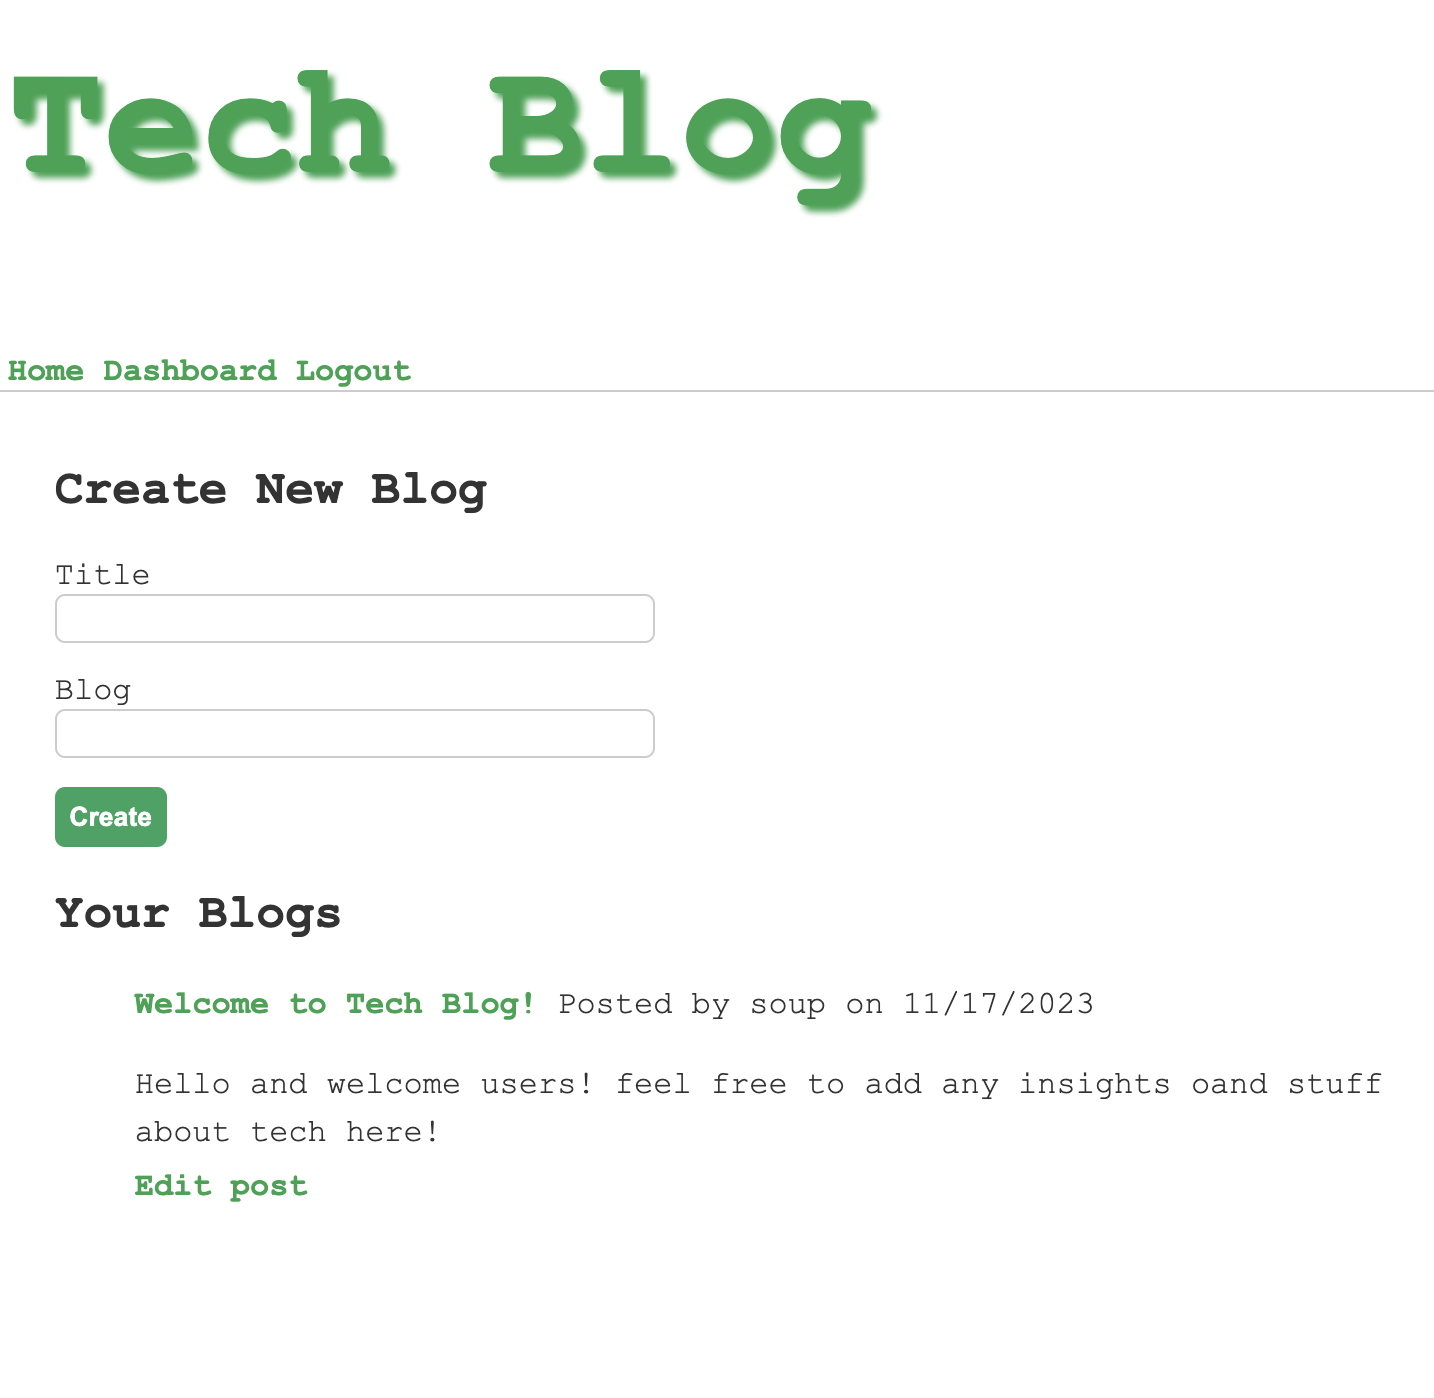 Tech Blog
Home Dashboard Logout
Create New Blog
Title
Blog
Create
Your Blogs
Welcome to Tech Blog! Posted by soup on 11/17/2023
Hello and welcome users! feel free to add any insights oand stuff
about tech here!
Edit post